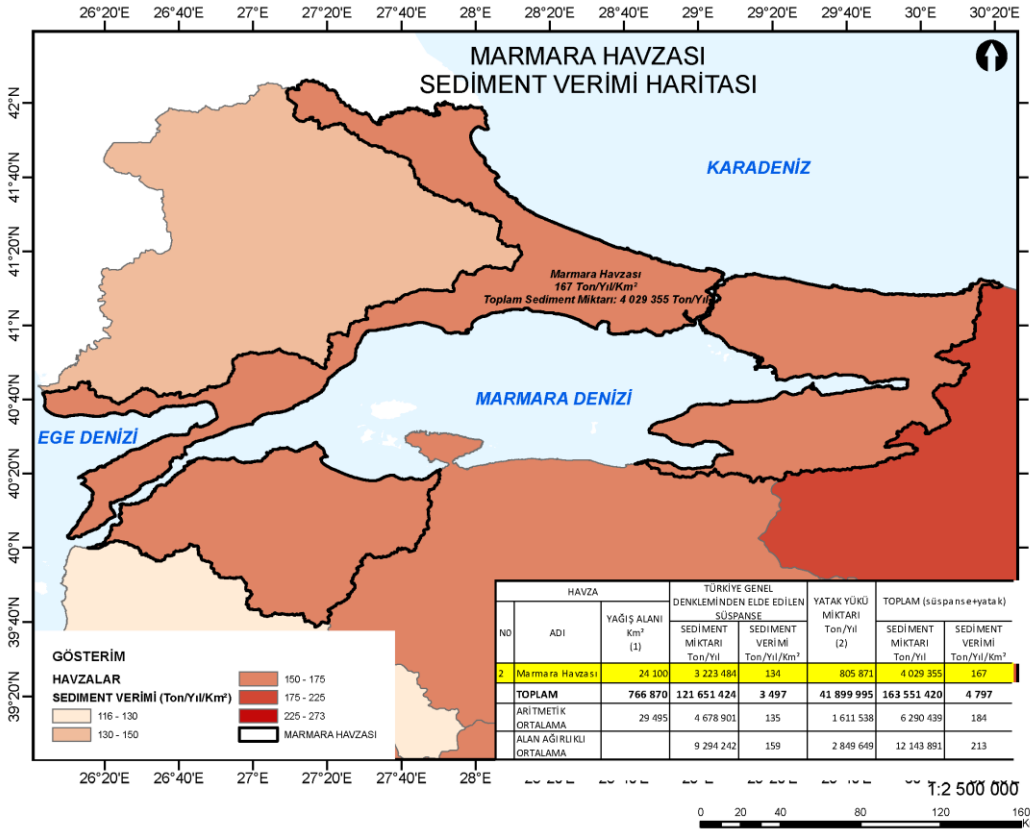 26°20'E 26°40'E 27°E 27°20'E 27°40'E 28°E 28°20'E 28°40'E 29°E 29°20'E 29°40'E 30°E 30°20'E
MARMARA HAVZASI
SEDİMENT VERİMİ HARİTASI
42°N
41°40'N
41°20'N
41°N
40°40'N
40°20'N
40°N
39°40'N
39°20'N
42°N
41°40'N
41°20'N
41°N
40°40'N
40°20'N
40°N
KARADENİZ
Marmara Havzası
167 Ton/Yıl/Km²
Toplam Sediment Miktarı: 4 029 355 Ton/Yıl
MARMARA DENİZİ
EGE DENİZİ
GÖSTERİM
HAVZALAR
SEDİMENT VERİMİ (Ton/Yıl/Km²)
116 - 130
130 - 150
150 - 175
175 - 225
225 - 273
MARMARA HAVZASI
HAVZA
TÜRKİYE GENEL
DENKLEMİNDEN ELDE EDİLEN
SÜSPANSE
YATAK YÜKÜ
MİKTARI
Ton/Yıl
(2)
TOPLAM (süspanse+yatak)
NO
ADI
YAĞIŞ ALANI
Km²
(1)
SEDİMENT
MİKTARI
Ton/Yıl
SEDİMENT
VERİMİ
Ton/Yıl/Km²
SEDİMENT
MİKTARI
Ton/Yıl
SEDİMENT
VERİMİ
Ton/Yıl/Km²
2 Marmara Havzası 24 100 3 223 484 134 805 871 4 029 355 167
TOPLAM 766 870 121 651 424 3 497 41 899 995 163 551 420 4 797
ARİTMETİK
ORTALAMA 29 495 4 678 901 135 1 611 538 6 290 439 184
ALAN AĞIRLIKLI
ORTALAMA 9 294 242 159 2 849 649 12 143 891 213
26°20'E 26°40'E 27°E 27°20'E 27°40'E 28°E
1:2 500 000
0 20 40 80 120 160